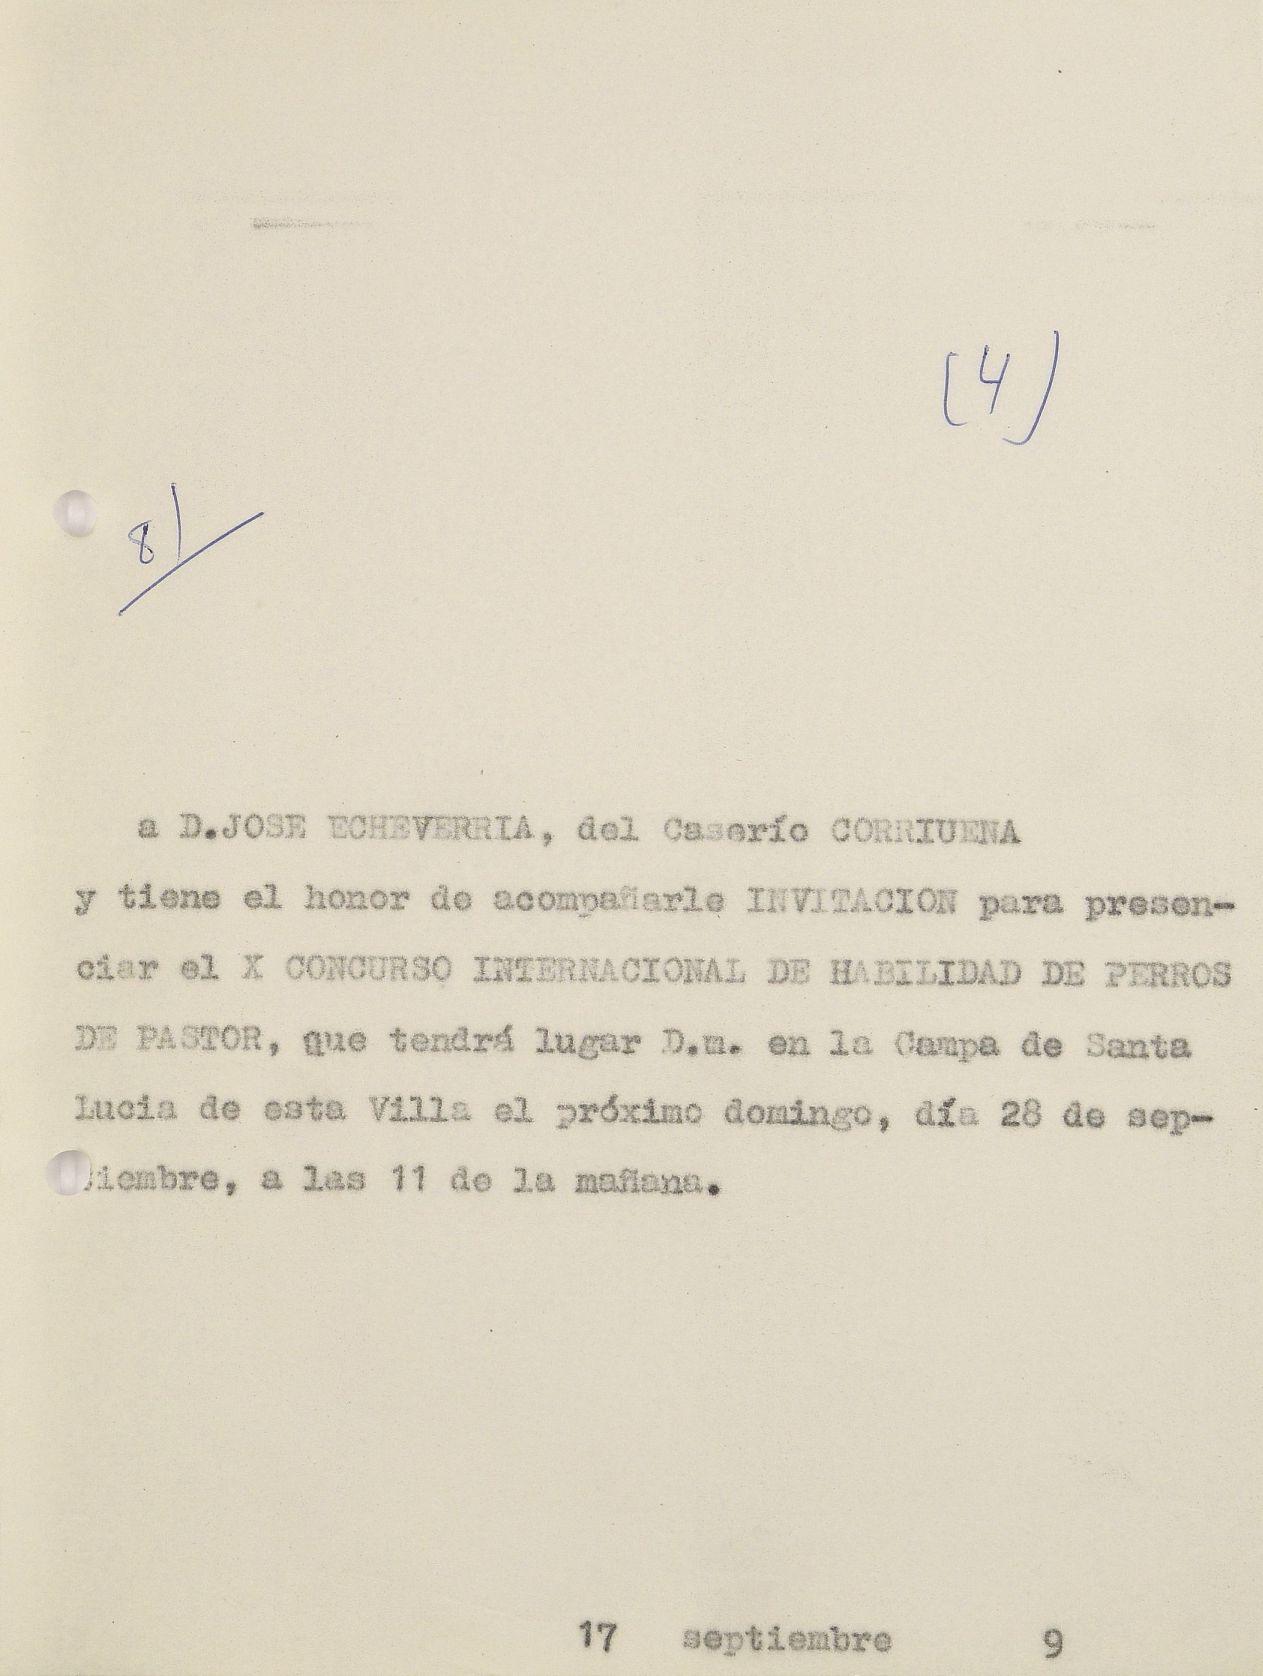 (4)
8)
a D.JOSE ECHEVERRIA, del Caserío CORRIUENA
y tiene el honor de acompañarle INVITACION para presen-
ciar el X CONCURSO INTERNACIONAL DE HABILIDAD DE PERROS
DE PASTOR, que tendrá lugar D.m. en la Campa de Santa
Lucia de esta Villa el próximo domingo, día 28 de sep-
tiembre, a las 11 de la mañana.
17 septiembre 9